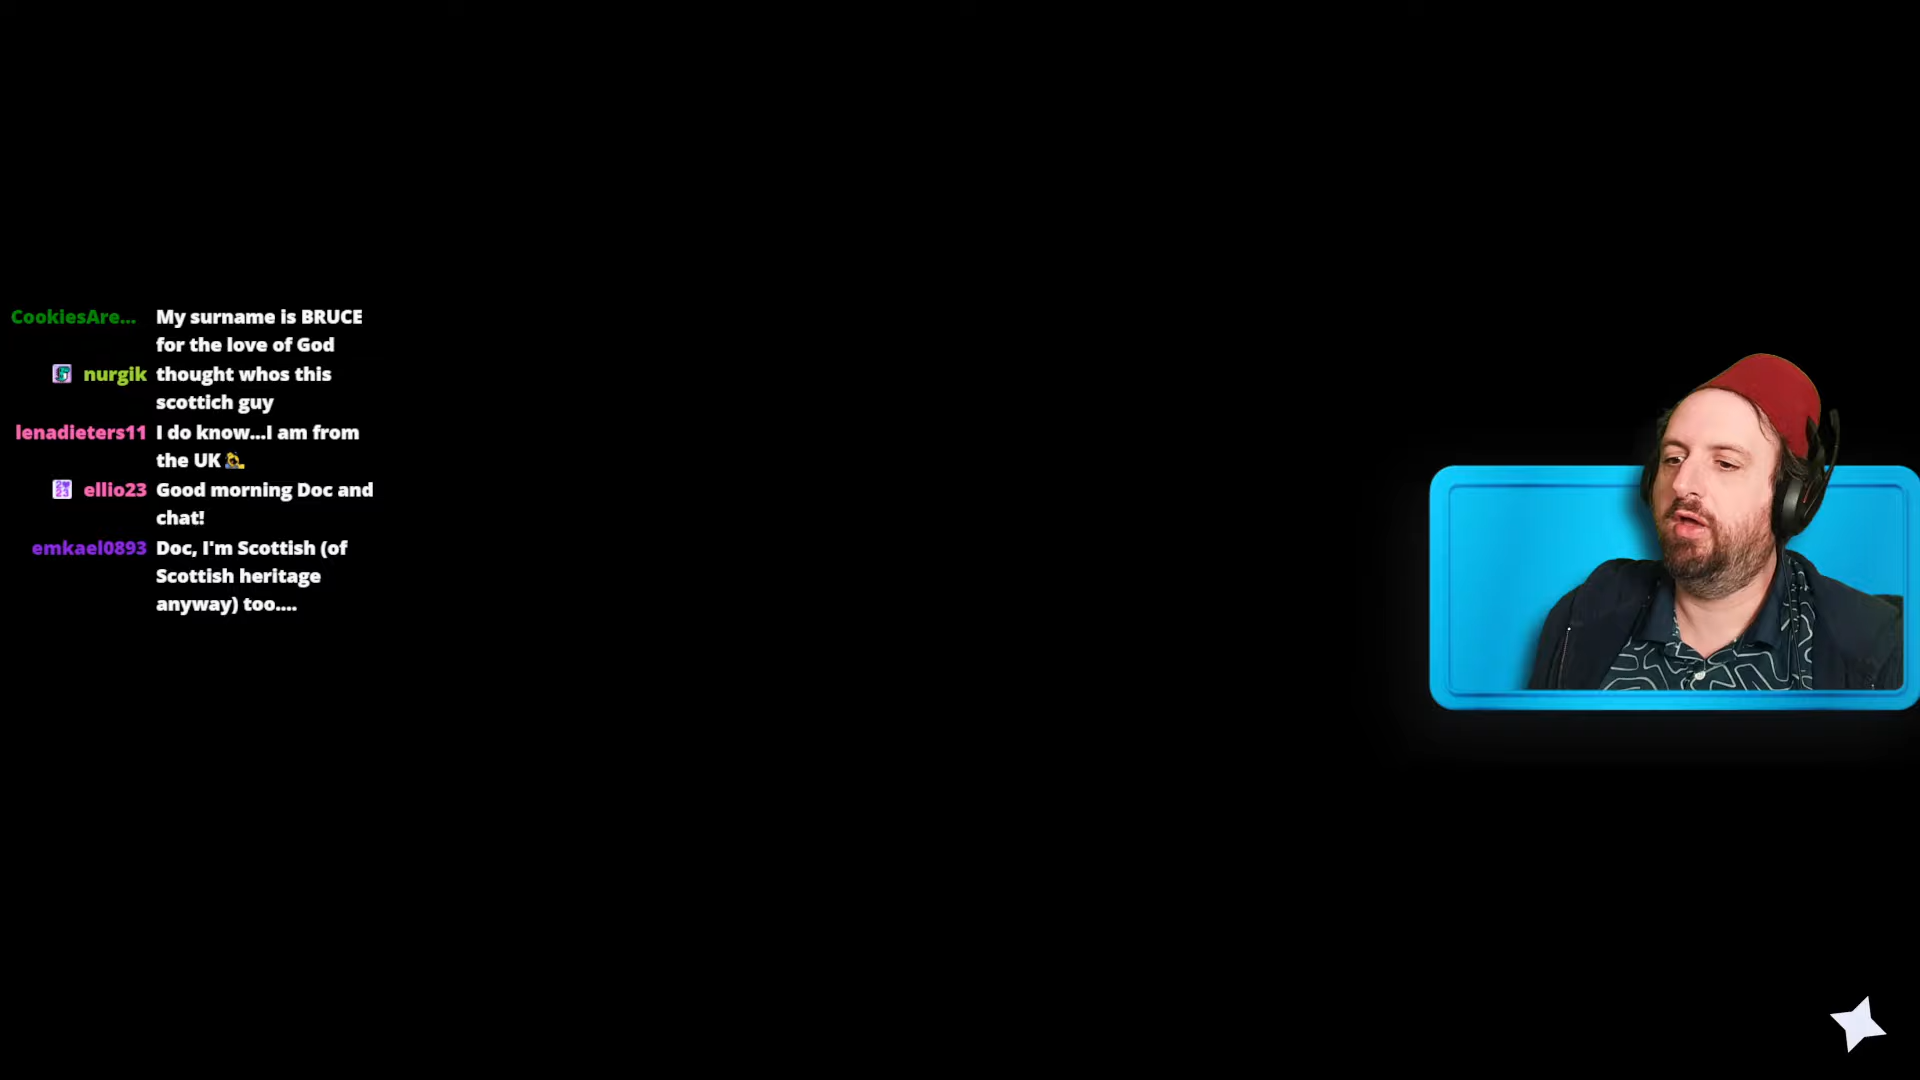 CookiesAre... My surname is BRUCE
for the love of God
nurgik thought whos this
scottich guy
lenadieters11 I do know...I am from
the UK
ellio23 Good morning Doc and
chat!
emkael0893 Doc, I'm Scottish (of
Scottish heritage
anyway) too....